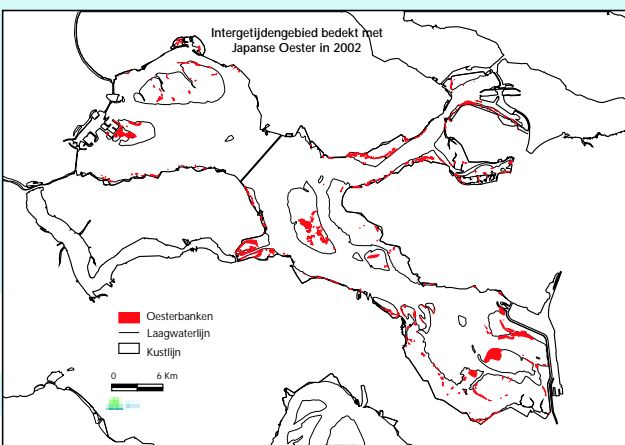 Intergetijdengebied bedekt met
Japanse Oester in 2002
Oesterbanken
Laagwaterlijn
Kustlijn
0 6 Km